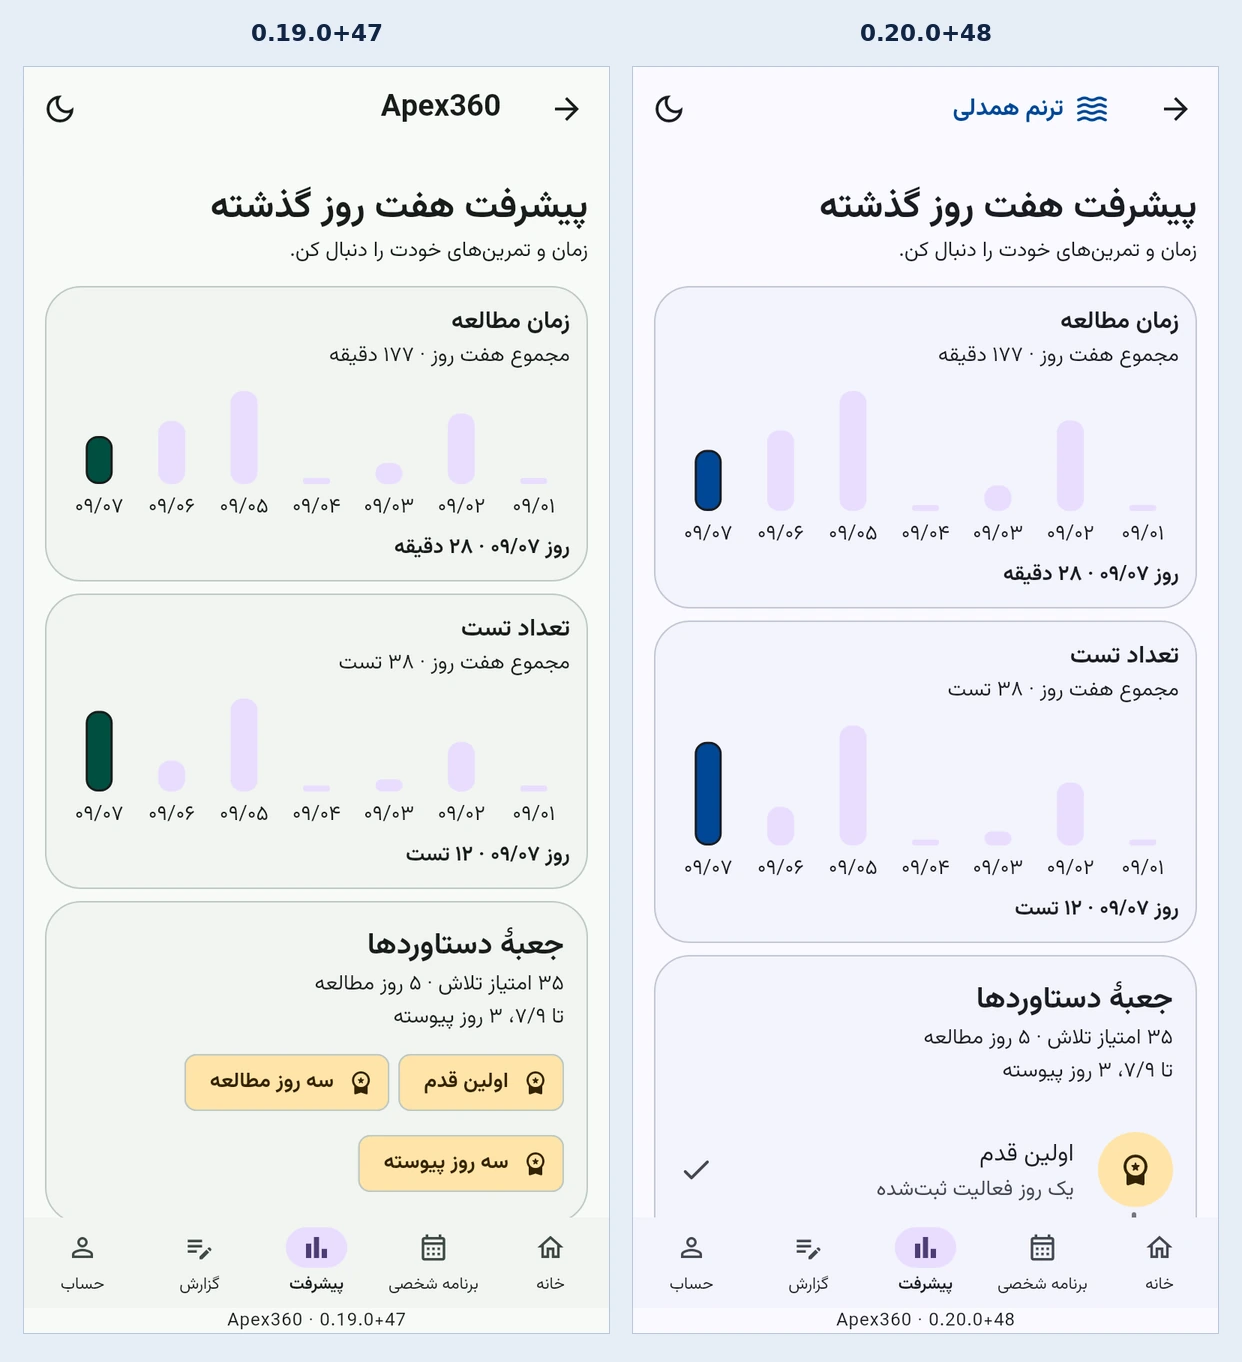 0.19.0+47
Apex360
پیشرفت هفت روز گذشته
زمان و تمرین‌های خودت را دنبال کن.
زمان مطالعه
مجموع هفت روز · ۱۷۷ دقیقه
۰۹/۰۱ ۰۹/۰۲ ۰۹/۰۳ ۰۹/۰۴ ۰۹/۰۵ ۰۹/۰۶ ۰۹/۰۷
روز ۰۹/۰۷ · ۲۸ دقیقه
تعداد تست
مجموع هفت روز · ۳۸ تست
۰۹/۰۱ ۰۹/۰۲ ۰۹/۰۳ ۰۹/۰۴ ۰۹/۰۵ ۰۹/۰۶ ۰۹/۰۷
روز ۰۹/۰۷ · ۱۲ تست
جعبهٔ دستاوردها
۳۵ امتیاز تلاش · ۵ روز مطالعه
تا ۷/۹، ۳ روز پیوسته
اولین قدم
سه روز مطالعه
سه روز پیوسته
خانه
برنامه شخصی
پیشرفت
گزارش
حساب
Apex360 · 0.19.0+47
0.20.0+48
ترنم همدلی
پیشرفت هفت روز گذشته
زمان و تمرین‌های خودت را دنبال کن.
زمان مطالعه
مجموع هفت روز · ۱۷۷ دقیقه
۰۹/۰۱ ۰۹/۰۲ ۰۹/۰۳ ۰۹/۰۴ ۰۹/۰۵ ۰۹/۰۶ ۰۹/۰۷
روز ۰۹/۰۷ · ۲۸ دقیقه
تعداد تست
مجموع هفت روز · ۳۸ تست
۰۹/۰۱ ۰۹/۰۲ ۰۹/۰۳ ۰۹/۰۴ ۰۹/۰۵ ۰۹/۰۶ ۰۹/۰۷
روز ۰۹/۰۷ · ۱۲ تست
جعبهٔ دستاوردها
۳۵ امتیاز تلاش · ۵ روز مطالعه
تا ۷/۹، ۳ روز پیوسته
اولین قدم
یک روز فعالیت ثبت‌شده
خانه
برنامه شخصی
پیشرفت
گزارش
حساب
Apex360 · 0.20.0+48